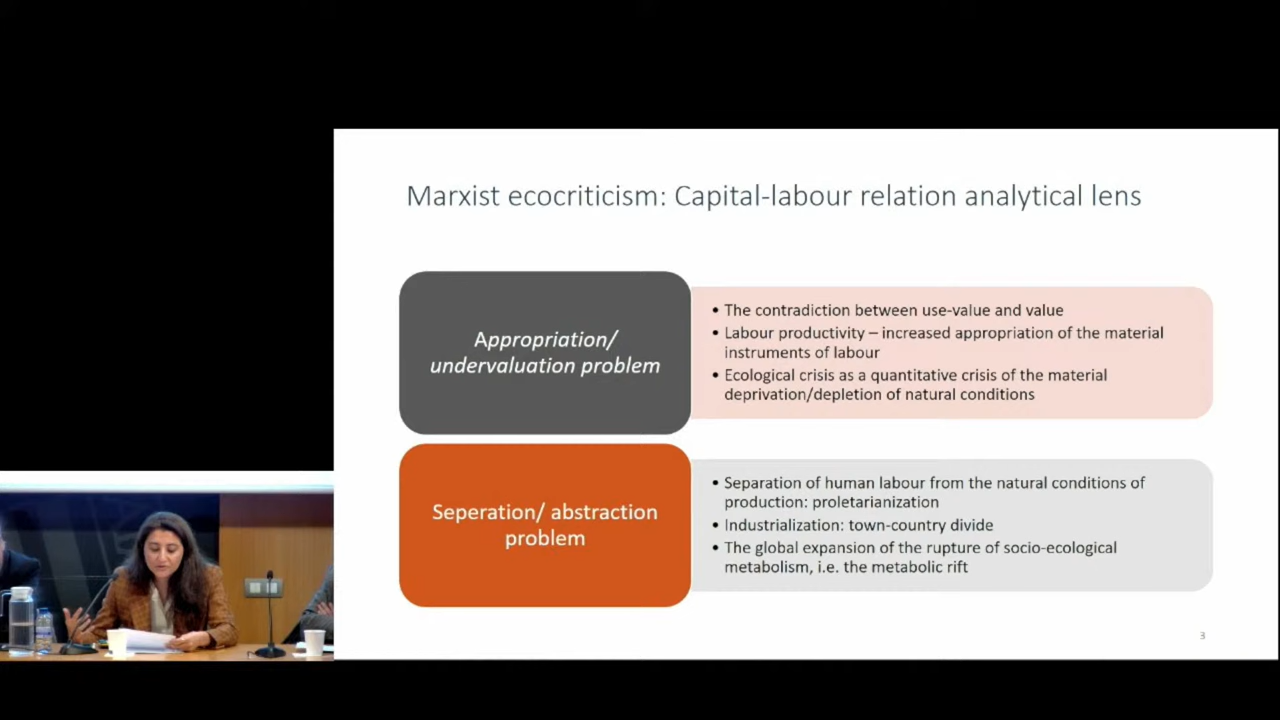 Marxist ecocriticism: Capital-labour relation analytical lens
Appropriation/
undervaluation problem
• The contradiction between use-value and value
• Labour productivity – increased appropriation of the material
instruments of labour
• Ecological crisis as a quantitative crisis of the material
deprivation/depletion of natural conditions
Seperation/ abstraction
problem
• Separation of human labour from the natural conditions of
production: proletarianization
• Industrialization: town-country divide
• The global expansion of the rupture of socio-ecological
metabolism, i.e. the metabolic rift
3